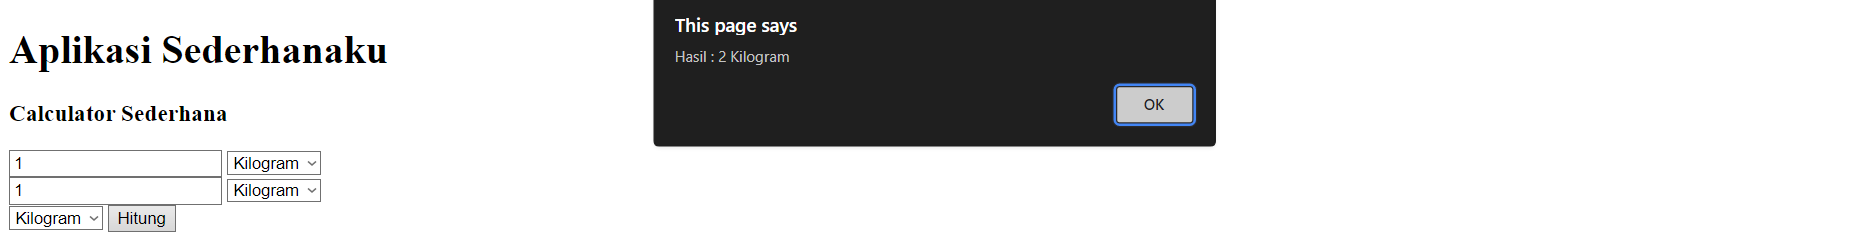 Aplikasi Sederhanaku
Calculator Sederhana
1 Kilogram
1 Kilogram
Kilogram Hitung
This page says
Hasil : 2 Kilogram
OK